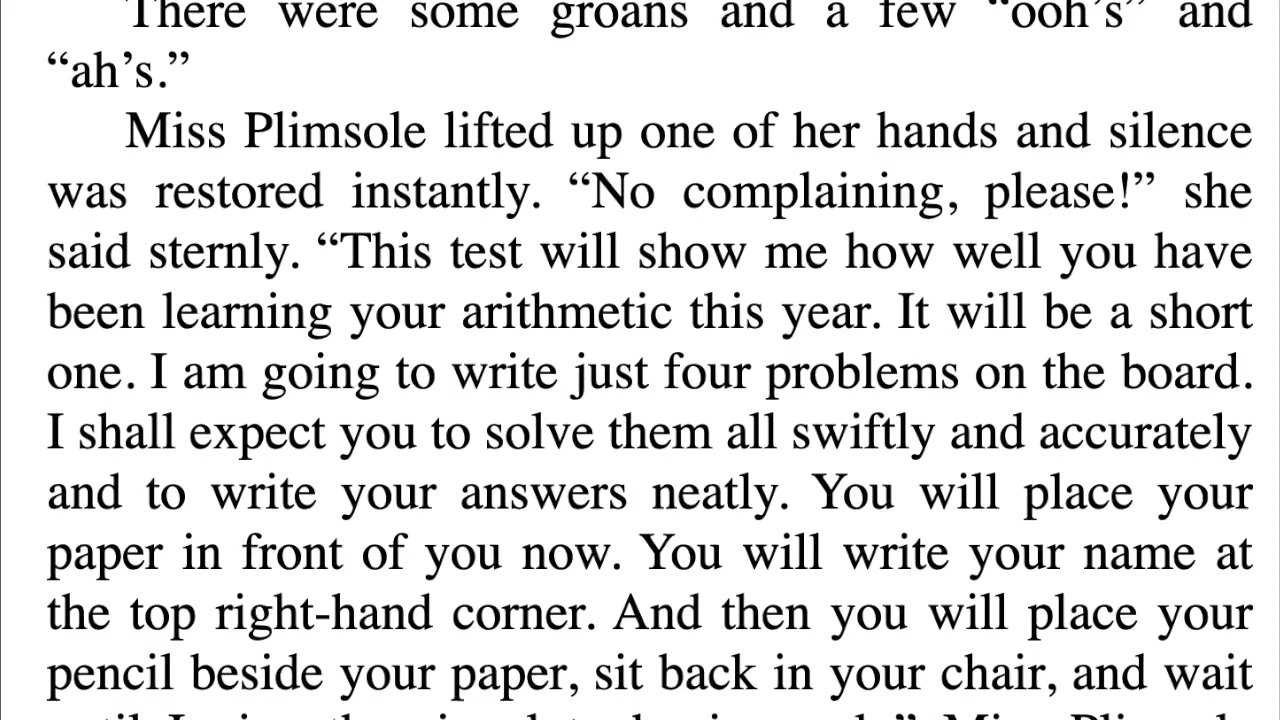 There were some groans and a few “ooh’s” and
“ah’s.”
Miss Plimsole lifted up one of her hands and silence
was restored instantly. “No complaining, please!” she
said sternly. “This test will show me how well you have
been learning your arithmetic this year. It will be a short
one. I am going to write just four problems on the board.
I shall expect you to solve them all swiftly and accurately
and to write your answers neatly. You will place your
paper in front of you now. You will write your name at
the top right-hand corner. And then you will place your
pencil beside your paper, sit back in your chair, and wait